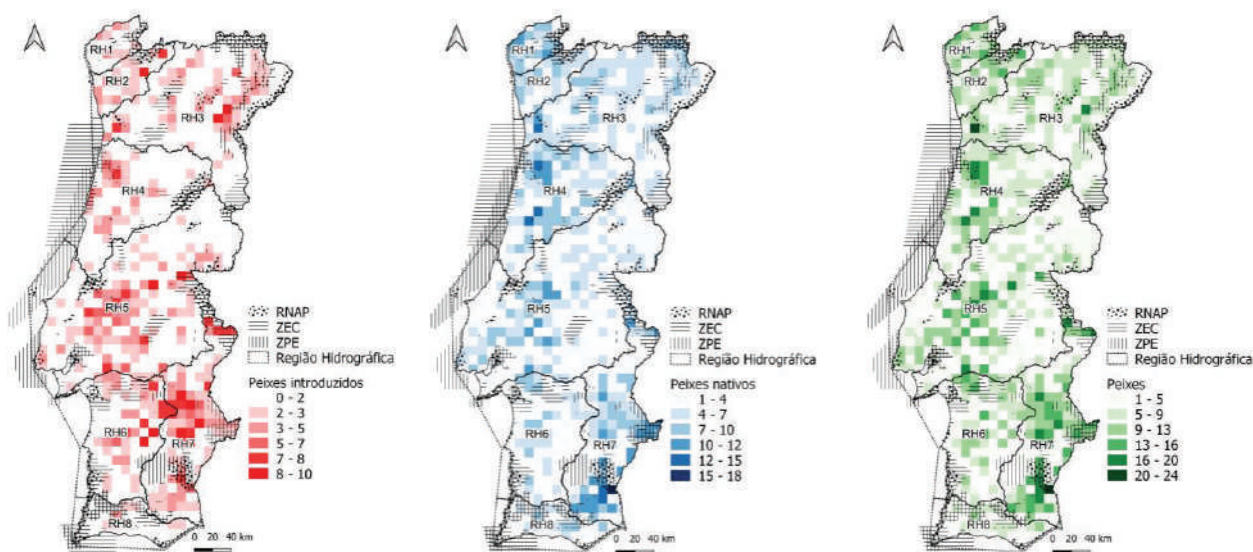 RH1
RH2
RH3
RH4
RH5
RH6
RH7
RH8
RNAP
ZEC
ZPE
Região Hidrográfica
Peixes introduzidos
0 - 2
2 - 3
3 - 5
5 - 7
7 - 8
8 - 10
0 20 40 km
RH1
RH2
RH3
RH4
RH5
RH6
RH7
RH8
RNAP
ZEC
ZPE
Região Hidrográfica
Peixes nativos
1 - 4
4 - 7
7 - 10
10 - 12
12 - 15
15 - 18
0 20 40 km
RH1
RH2
RH3
RH4
RH5
RH6
RH7
RH8
RNAP
ZEC
ZPE
Região Hidrográfica
Peixes
1 - 5
5 - 9
9 - 13
13 - 16
16 - 20
20 - 24
0 20 40 km